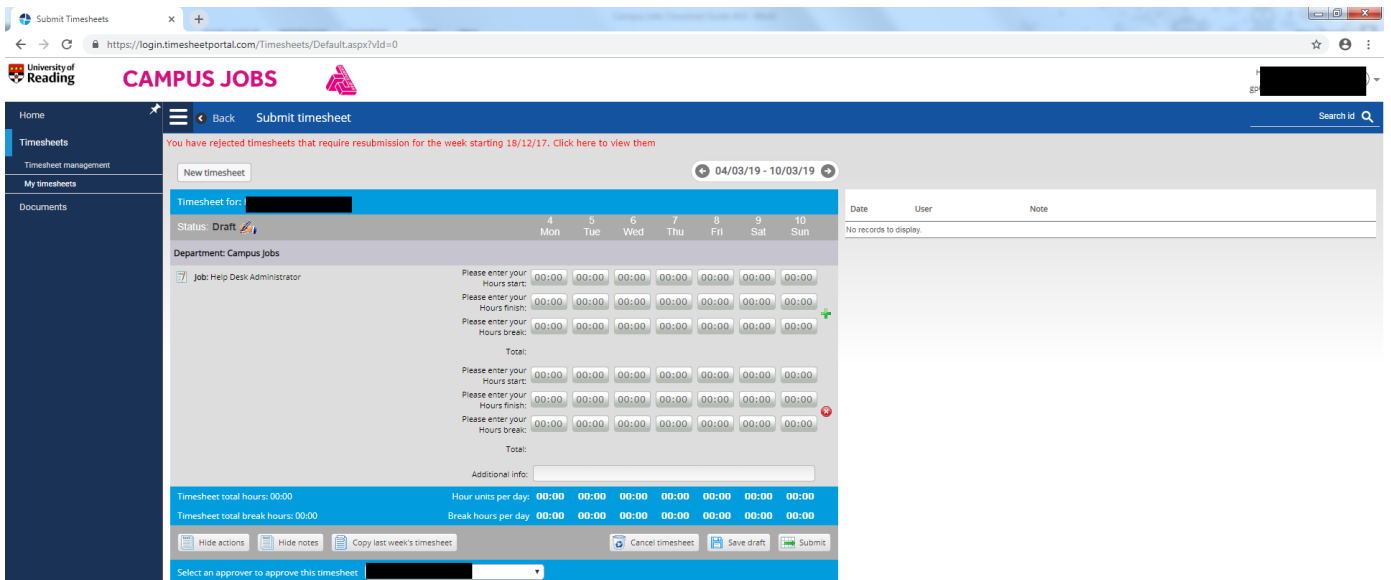 Submit Timesheets
https://login.timesheetportal.com/Timesheets/Default.aspx?vId=0
University of
Reading
CAMPUS JOBS
Home
Back Submit timesheet
Search id
Timesheets
Timesheet management
My timesheets
Documents
You have rejected timesheets that require resubmission for the week starting 18/12/17. Click here to view them
New timesheet
04/03/19 - 10/03/19
Timesheet for:
Status: Draft
4 5 6 7 8 9 10
Mon Tue Wed Thu Fri Sat Sun
Date User Note
No records to display.
Department: Campus Jobs
Job: Help Desk Administrator
Please enter your
Hours start: 00:00 00:00 00:00 00:00 00:00 00:00 00:00
Please enter your
Hours finish: 00:00 00:00 00:00 00:00 00:00 00:00 00:00
Please enter your
Hours break: 00:00 00:00 00:00 00:00 00:00 00:00 00:00
Total:
Please enter your
Hours start: 00:00 00:00 00:00 00:00 00:00 00:00 00:00
Please enter your
Hours finish: 00:00 00:00 00:00 00:00 00:00 00:00 00:00
Please enter your
Hours break: 00:00 00:00 00:00 00:00 00:00 00:00 00:00
Total:
Additional info:
Timesheet total hours: 00:00 Hour units per day: 00:00 00:00 00:00 00:00 00:00 00:00 00:00
Timesheet total break hours: 00:00 Break hours per day 00:00 00:00 00:00 00:00 00:00 00:00 00:00
Hide actions Hide notes Copy last week's timesheet Cancel timesheet Save draft Submit
Select an approver to approve this timesheet